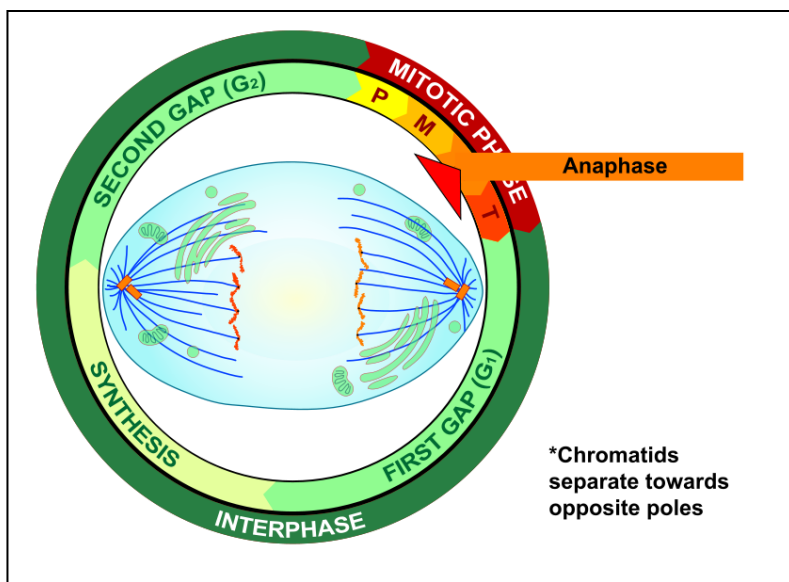 MITOTIC PHASE
SECOND GAP (G₂)
P
M
Anaphase
T
SYNTHESIS
FIRST GAP (G₁)
INTERPHASE
*Chromatids
separate towards
opposite poles